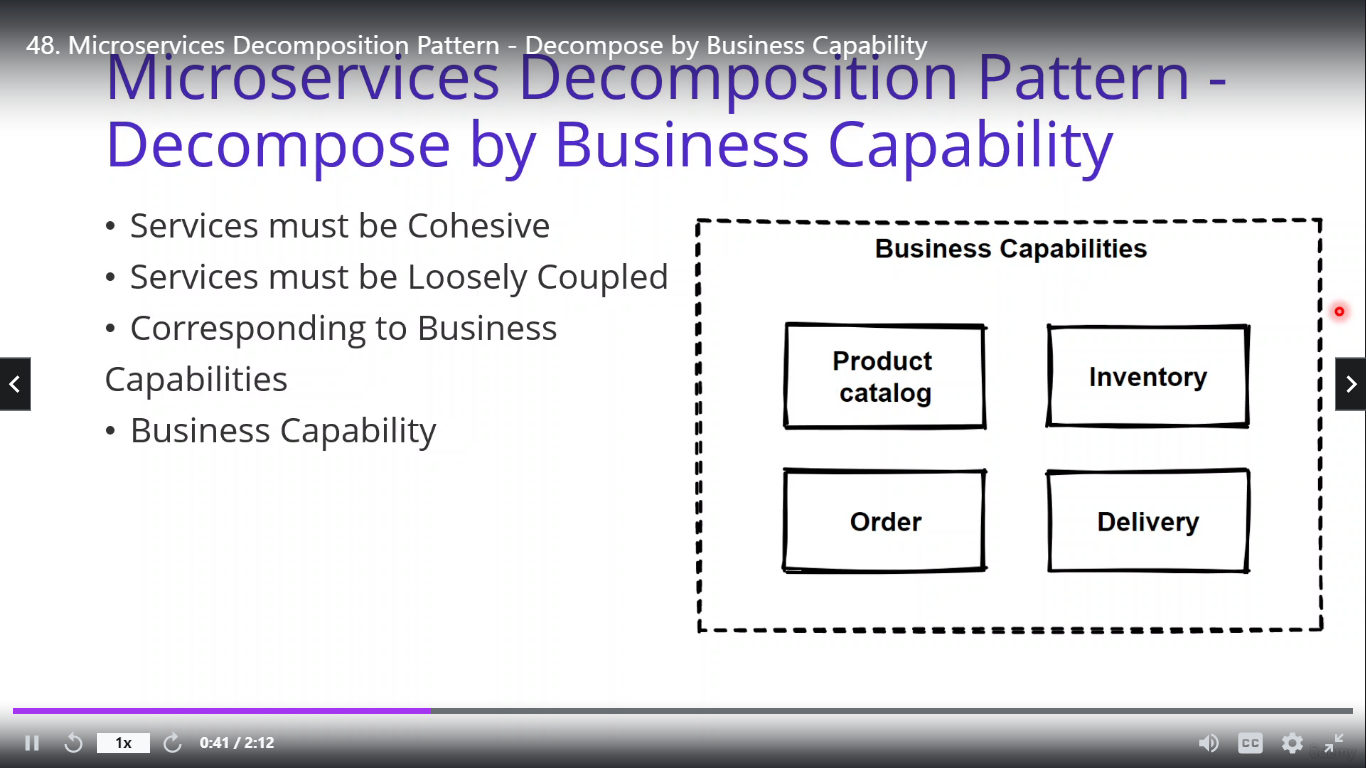 48. Microservices Decomposition Pattern - Decompose by Business Capability
Microservices Decomposition Pattern -
Decompose by Business Capability
• Services must be Cohesive
• Services must be Loosely Coupled
• Corresponding to Business
Capabilities
• Business Capability
Business Capabilities
Product
catalog
Inventory
Order
Delivery
1x
0:41 / 2:12
CC